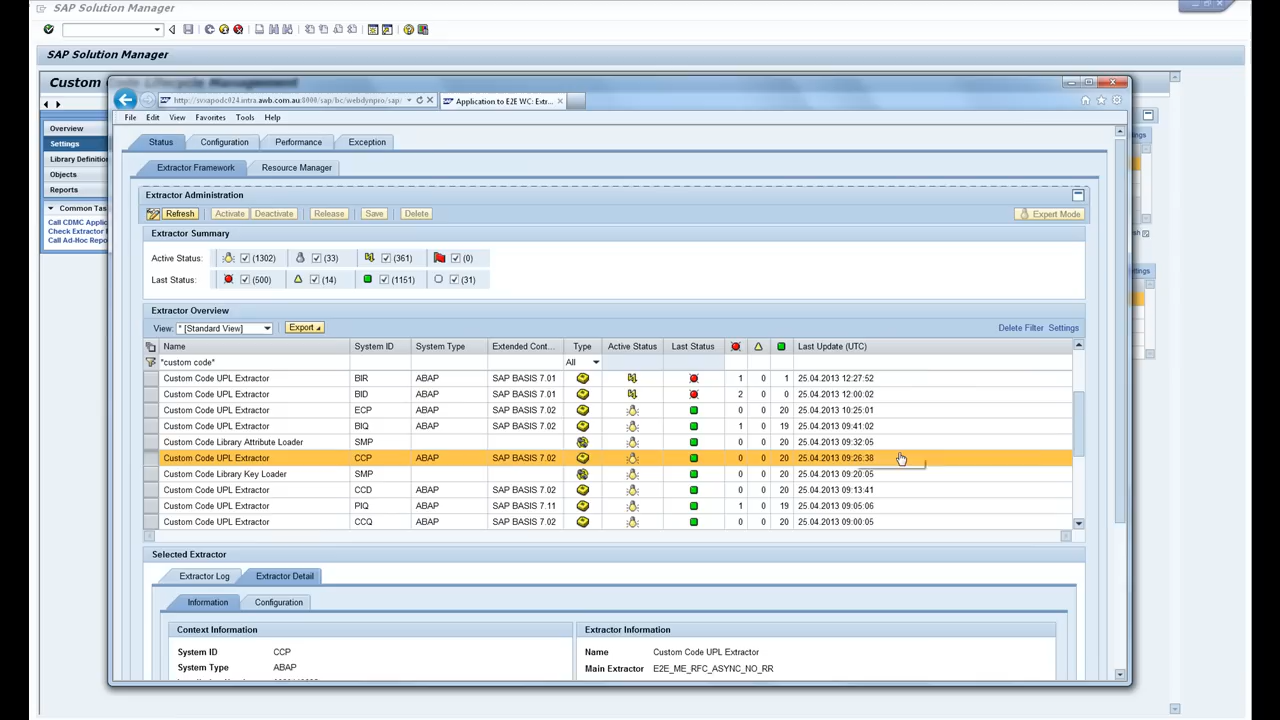 SAP Solution Manager
SAP Solution Manager
Custom Code Lifecycle Management
http://svxapodc024.intra.awb.com.au:8000/sap/bc/webdynpro/sap/
Application to E2E WC: Extr...
File Edit View Favorites Tools Help
Overview
Settings
Library Definition
Objects
Reports
Common Tas
Call CDMC Applic
Check Extractor
Call Ad-Hoc Repo
Status Configuration Performance Exception
Extractor Framework Resource Manager
Extractor Administration
Refresh Activate Deactivate Release Save Delete Expert Mode
Extractor Summary
Active Status: (1302) (33) (361) (0)
Last Status: (500) (14) (1151) (31)
Extractor Overview
View: * [Standard View] Export Delete Filter Settings
Name System ID System Type Extended Cont... Type Active Status Last Status Last Update (UTC)
*custom code* All
Custom Code UPL Extractor BIR ABAP SAP BASIS 7.01 1 0 1 25.04.2013 12:27:52
Custom Code UPL Extractor BID ABAP SAP BASIS 7.01 2 0 0 25.04.2013 12:00:02
Custom Code UPL Extractor ECP ABAP SAP BASIS 7.02 0 0 20 25.04.2013 10:25:01
Custom Code UPL Extractor BIQ ABAP SAP BASIS 7.02 1 0 19 25.04.2013 09:41:02
Custom Code Library Attribute Loader SMP 0 0 20 25.04.2013 09:32:05
Custom Code UPL Extractor CCP ABAP SAP BASIS 7.02 0 0 20 25.04.2013 09:26:38
Custom Code Library Key Loader SMP 0 0 20 25.04.2013 09:20:05
Custom Code UPL Extractor CCD ABAP SAP BASIS 7.02 0 0 20 25.04.2013 09:13:41
Custom Code UPL Extractor PIQ ABAP SAP BASIS 7.11 1 0 19 25.04.2013 09:05:06
Custom Code UPL Extractor CCQ ABAP SAP BASIS 7.02 0 0 20 25.04.2013 09:00:05
Selected Extractor
Extractor Log Extractor Detail
Information Configuration
Context Information Extractor Information
System ID CCP Name Custom Code UPL Extractor
System Type ABAP Main Extractor E2E_ME_RFC_ASYNC_NO_RR